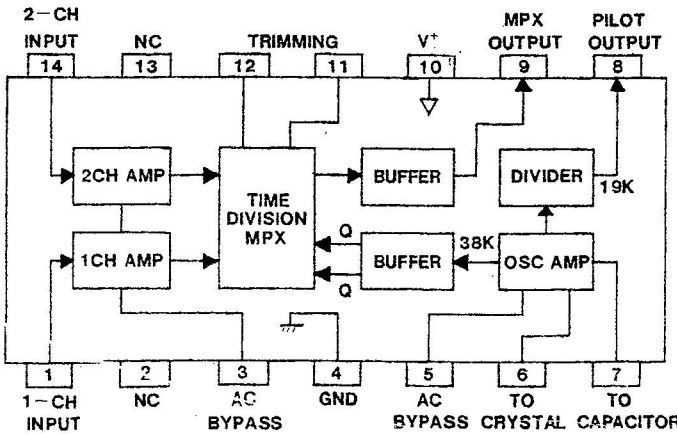 2-CH
INPUT NC TRIMMING V+ MPX OUTPUT PILOT OUTPUT
14 13 12 11 10 9 8
2CH AMP
TIME DIVISION MPX
BUFFER
DIVIDER
19K
1CH AMP
Q
Q
BUFFER
38K
OSC AMP
1 2 3 4 5 6 7
1-CH INPUT
NC
AC BYPASS
GND
AC BYPASS
TO CRYSTAL
TO CAPACITOR